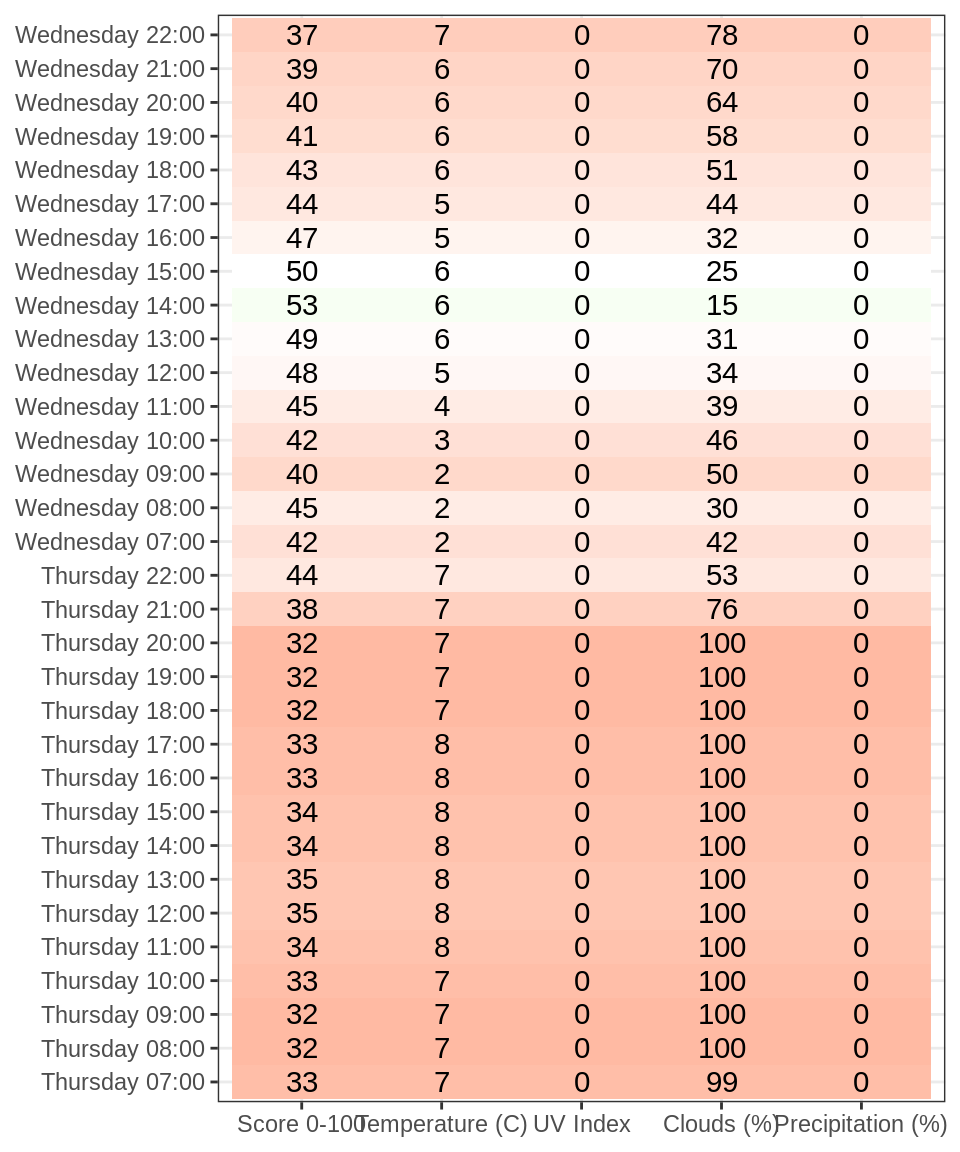 Wednesday 22:00 37 7 0 78 0
Wednesday 21:00 39 6 0 70 0
Wednesday 20:00 40 6 0 64 0
Wednesday 19:00 41 6 0 58 0
Wednesday 18:00 43 6 0 51 0
Wednesday 17:00 44 5 0 44 0
Wednesday 16:00 47 5 0 32 0
Wednesday 15:00 50 6 0 25 0
Wednesday 14:00 53 6 0 15 0
Wednesday 13:00 49 6 0 31 0
Wednesday 12:00 48 5 0 34 0
Wednesday 11:00 45 4 0 39 0
Wednesday 10:00 42 3 0 46 0
Wednesday 09:00 40 2 0 50 0
Wednesday 08:00 45 2 0 30 0
Wednesday 07:00 42 2 0 42 0
Thursday 22:00 44 7 0 53 0
Thursday 21:00 38 7 0 76 0
Thursday 20:00 32 7 0 100 0
Thursday 19:00 32 7 0 100 0
Thursday 18:00 32 7 0 100 0
Thursday 17:00 33 8 0 100 0
Thursday 16:00 33 8 0 100 0
Thursday 15:00 34 8 0 100 0
Thursday 14:00 34 8 0 100 0
Thursday 13:00 35 8 0 100 0
Thursday 12:00 35 8 0 100 0
Thursday 11:00 34 8 0 100 0
Thursday 10:00 33 7 0 100 0
Thursday 09:00 32 7 0 100 0
Thursday 08:00 32 7 0 100 0
Thursday 07:00 33 7 0 99 0
Score 0-100 Temperature (C) UV Index Clouds (%) Precipitation (%)